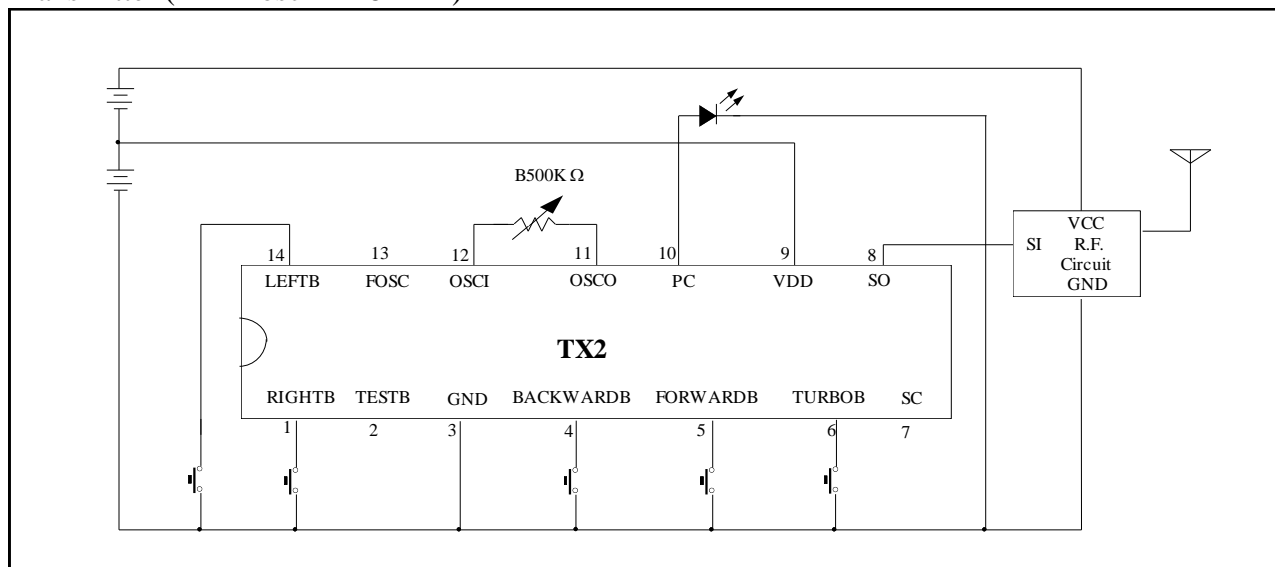 B500K Ω
14 13 12 11 10 9 8
LEFTB FOSC OSCI OSCO PC VDD SO
TX2
RIGHTB TESTB GND BACKWARDB FORWARDB TURBOB SC
1 2 3 4 5 6 7
VCC
SI R.F.
Circuit
GND